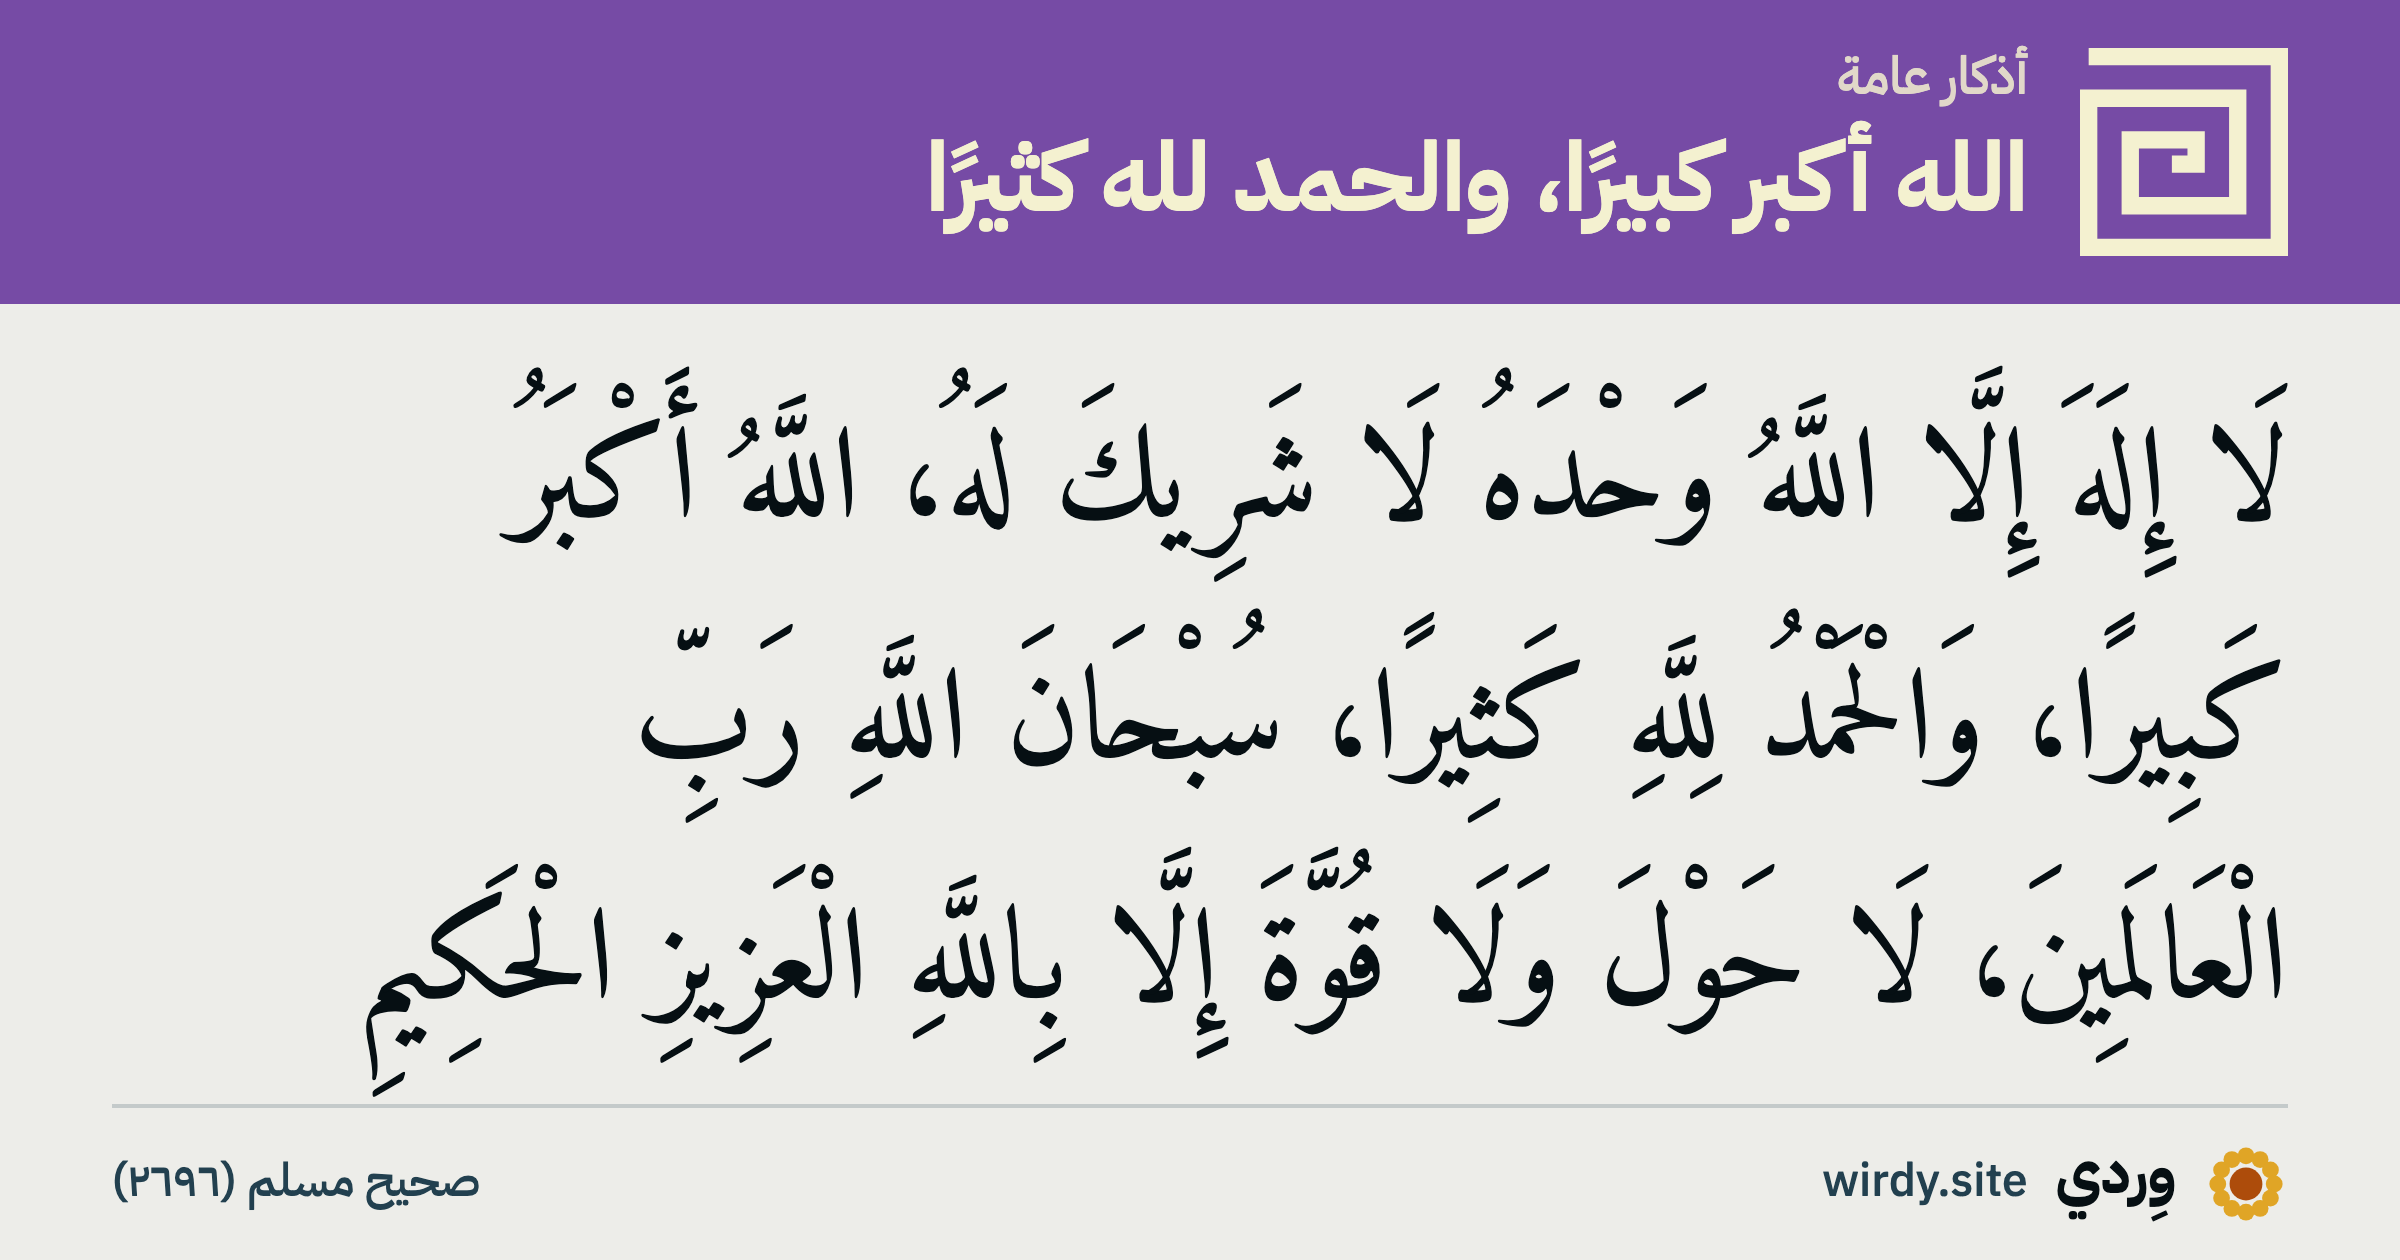 أذكار عامة
الله أكبر كبيرًا، والحمد لله كثيرًا
لَا إِلَهَ إِلَّا اللَّهُ وَحْدَهُ لَا شَرِيكَ لَهُ، اللَّهُ أَكْبَرُ
كَبِيرًا، وَالْحَمْدُ لِلَّهِ كَثِيرًا، سُبْحَانَ اللَّهِ رَبِّ
الْعَالَمِينَ، لَا حَوْلَ وَلَا قُوَّةَ إِلَّا بِاللَّهِ الْعَزِيزِ الْحَكِيمِ
وِردي wirdy.site
صحيح مسلم (٢٦٩٦)